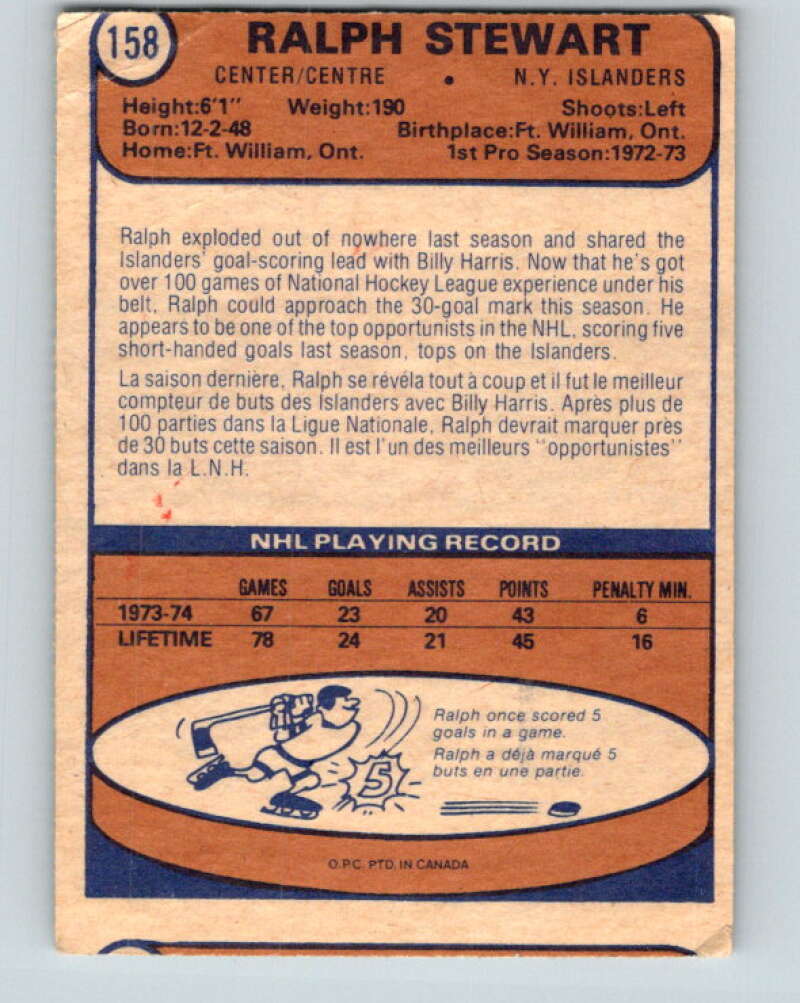 158
RALPH STEWART
CENTER/CENTRE • N.Y. ISLANDERS
Height:6'1" Weight:190 Shoots:Left
Born:12-2-48 Birthplace:Ft. William, Ont.
Home:Ft. William, Ont. 1st Pro Season:1972-73
Ralph exploded out of nowhere last season and shared the
Islanders' goal-scoring lead with Billy Harris. Now that he's got
over 100 games of National Hockey League experience under his
belt, Ralph could approach the 30-goal mark this season. He
appears to be one of the top opportunists in the NHL, scoring five
short-handed goals last season, tops on the Islanders.
La saison dernière, Ralph se révéla tout à coup et il fut le meilleur
compteur de buts des Islanders avec Billy Harris. Après plus de
100 parties dans la Ligue Nationale, Ralph devrait marquer près
de 30 buts cette saison. Il est l'un des meilleurs "opportunistes"
dans la L.N.H.
NHL PLAYING RECORD
GAMES GOALS ASSISTS POINTS PENALTY MIN.
1973-74 67 23 20 43 6
LIFETIME 78 24 21 45 16
Ralph once scored 5
goals in a game.
Ralph a déjà marqué 5
buts en une partie.
5
O.P.C. PTD. IN CANADA